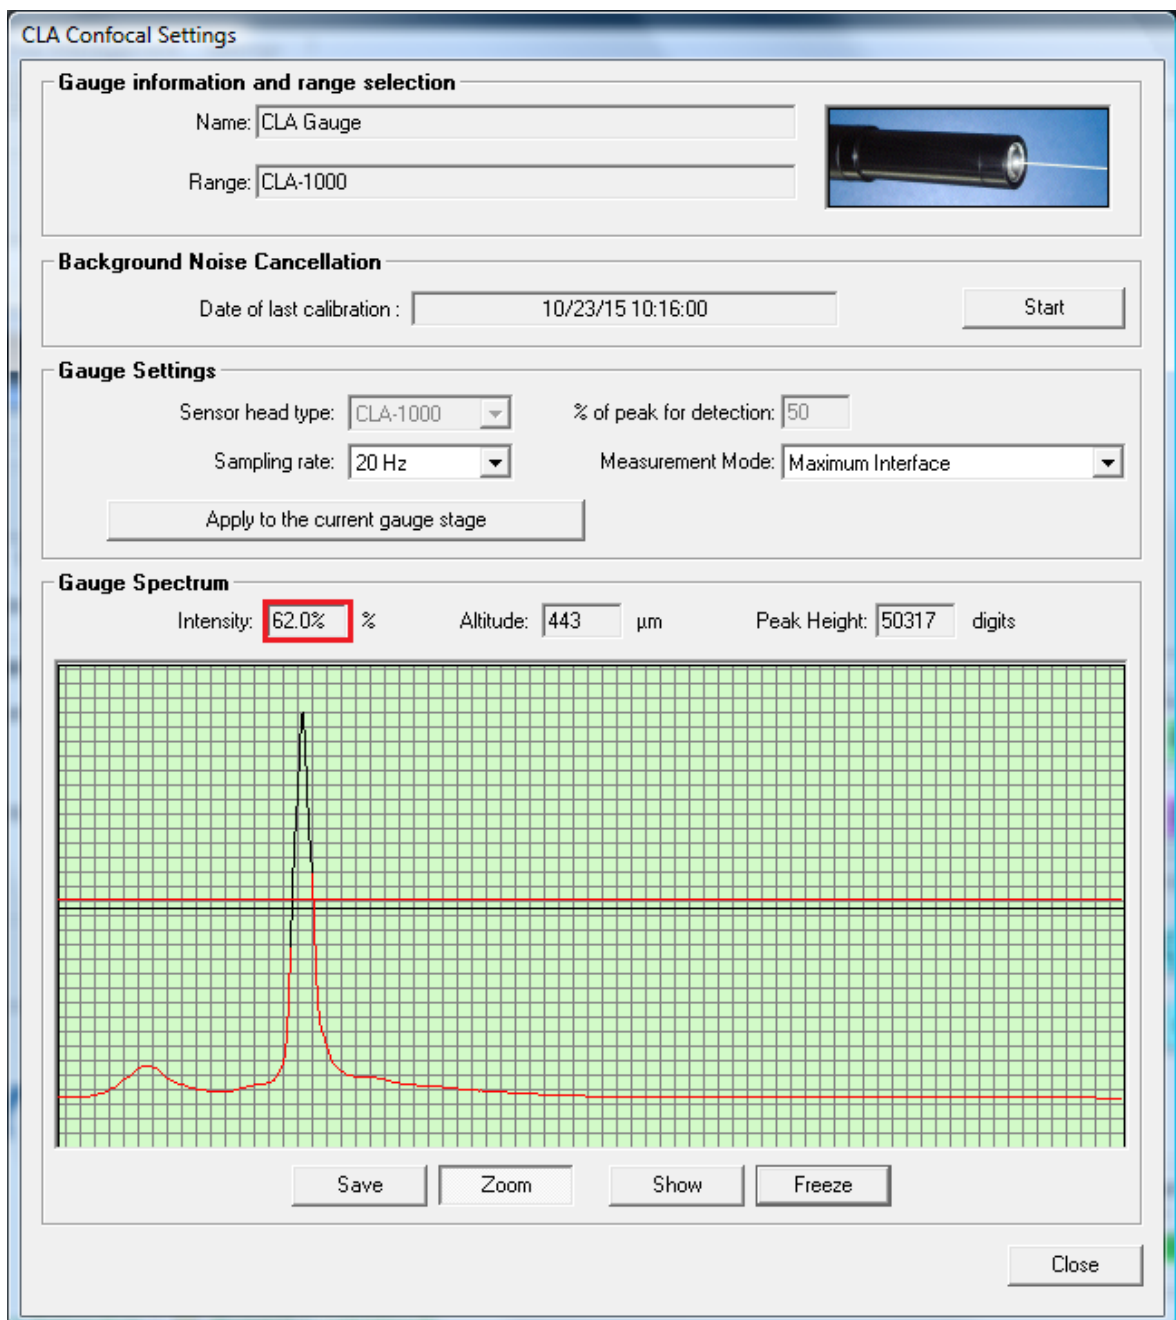 CLA Confocal Settings
Gauge information and range selection
Name: CLA Gauge
Range: CLA-1000
Background Noise Cancellation
Date of last calibration : 10/23/15 10:16:00 Start
Gauge Settings
Sensor head type: CLA-1000 % of peak for detection: 50
Sampling rate: 20 Hz Measurement Mode: Maximum Interface
Apply to the current gauge stage
Gauge Spectrum
Intensity: 62.0% % Altitude: 443 µm Peak Height: 50317 digits
Save Zoom Show Freeze
Close